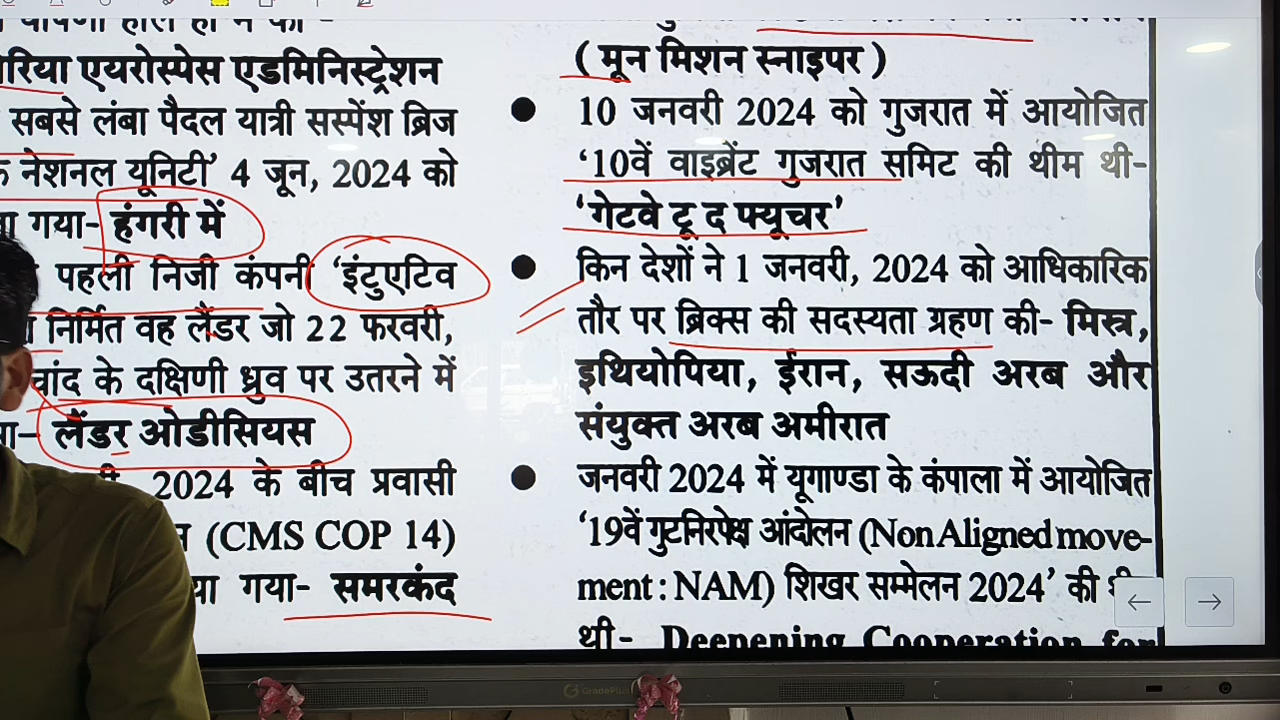 घोषणा हाल ही में की -
रिया एयरोस्पेस एडमिनिस्ट्रेशन
सबसे लंबा पैदल यात्री सस्पेंश ब्रिज
नेशनल यूनिटी’ 4 जून, 2024 को
गया- हंगरी में
पहली निजी कंपनी ‘इंटुएटिव
निर्मित वह लैंडर जो 22 फरवरी,
चांद के दक्षिणी ध्रुव पर उतरने में
लैंडर ओडीसियस
2024 के बीच प्रवासी
(CMS COP 14)
गया- समरकंद
( मून मिशन स्नाइपर )
● 10 जनवरी 2024 को गुजरात में आयोजित
‘10वें वाइब्रेंट गुजरात समिट की थीम थी-
‘गेटवे टू द फ्यूचर’
● किन देशों ने 1 जनवरी, 2024 को आधिकारिक
तौर पर ब्रिक्स की सदस्यता ग्रहण की- मिस्त्र,
इथियोपिया, ईरान, सऊदी अरब और
संयुक्त अरब अमीरात
● जनवरी 2024 में यूगाण्डा के कंपाला में आयोजित
‘19वें गुटनिरपेक्ष आंदोलन (Non Aligned move-
ment : NAM) शिखर सम्मेलन 2024’ की
थी- Deepening Cooperation for
GradePlus